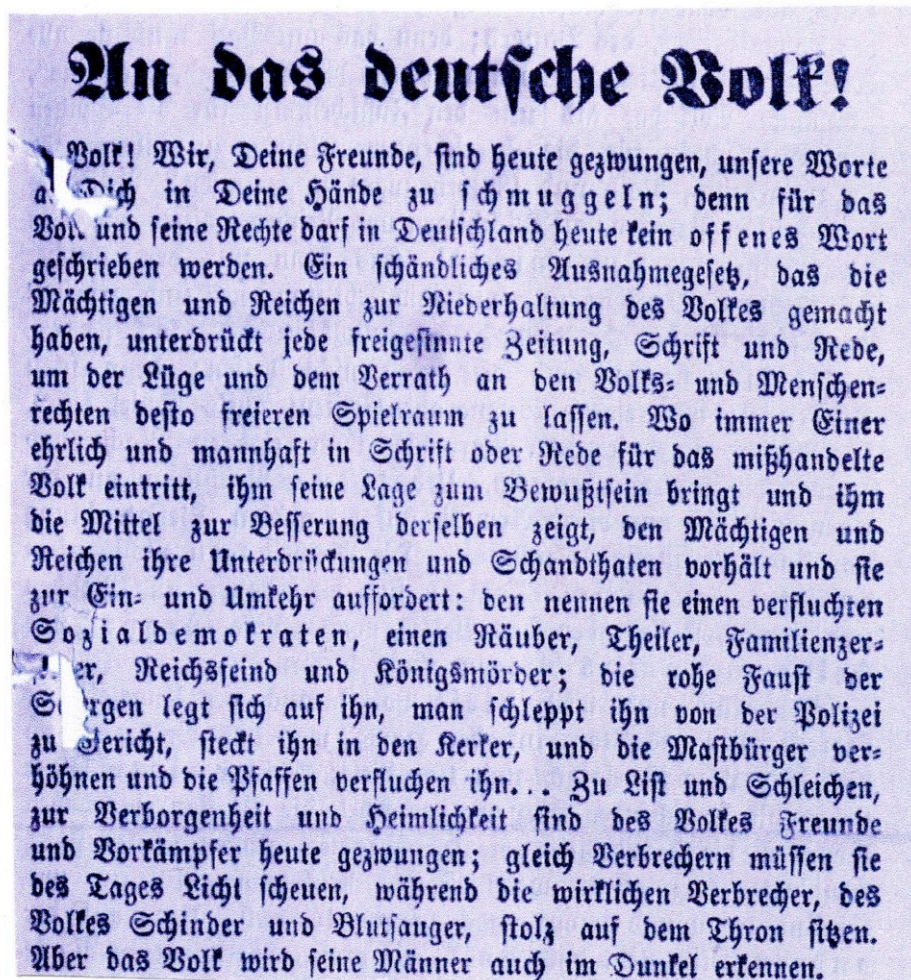 An das deutsche Volk!
Volk! Wir, Deine Freunde, sind heute gezwungen, unsere Worte
Dich in Deine Hände zu schmuggeln; denn für das
und seine Rechte darf in Deutschland heute kein offenes Wort
geschrieben werden. Ein schändliches Ausnahmegesetz, das die
Mächtigen und Reichen zur Niederhaltung des Volkes gemacht
haben, unterdrückt jede freigesinnte Zeitung, Schrift und Rede,
um der Lüge und dem Verrath an den Volks- und Menschen-
rechten desto freieren Spielraum zu lassen. Wo immer Einer
ehrlich und mannhaft in Schrift oder Rede für das mißhandelte
Volk eintritt, ihm seine Lage zum Bewußtsein bringt und ihm
die Mittel zur Besserung derselben zeigt, den Mächtigen und
Reichen ihre Unterdrückungen und Schandthaten vorhält und sie
zur Ein- und Umkehr auffordert: den nennen sie einen verfluchten
Sozialdemokraten, einen Räuber, Theiler, Familienzer-
Reichsfeind und Königsmörder; die rohe Faust der
legt sich auf ihn, man schleppt ihn von der Polizei
zu Gericht, steckt ihn in den Kerker, und die Mastbürger ver-
höhnen und die Pfaffen verfluchen ihn... Zu List und Schleichen,
zur Verborgenheit und Heimlichkeit sind des Volkes Freunde
und Vorkämpfer heute gezwungen; gleich Verbrechern müssen sie
des Tages Licht scheuen, während die wirklichen Verbrecher, des
Volkes Schinder und Blutsauger, stolz auf dem Thron sitzen.
Aber das Volk wird seine Männer auch im Dunkel erkennen.